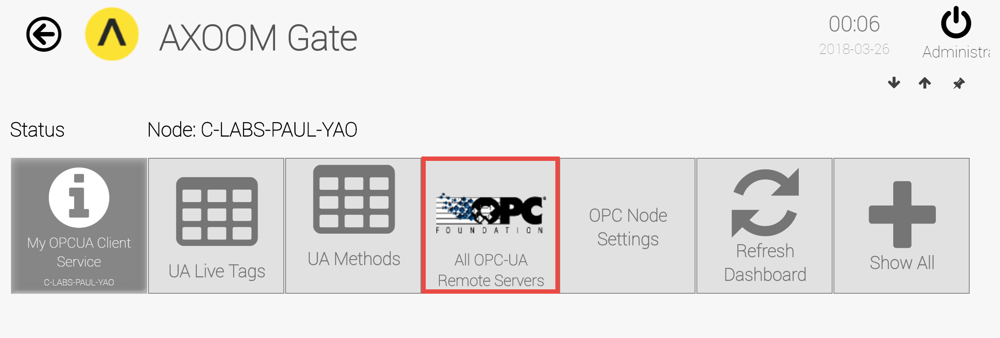 AXOOM Gate
00:06
2018-03-26
Administra
Status
Node: C-LABS-PAUL-YAO
My OPCUA Client
Service
C-LABS-PAUL-YAO
UA Live Tags
UA Methods
OPC
FOUNDATION
All OPC-UA
Remote Servers
OPC Node
Settings
Refresh
Dashboard
Show All